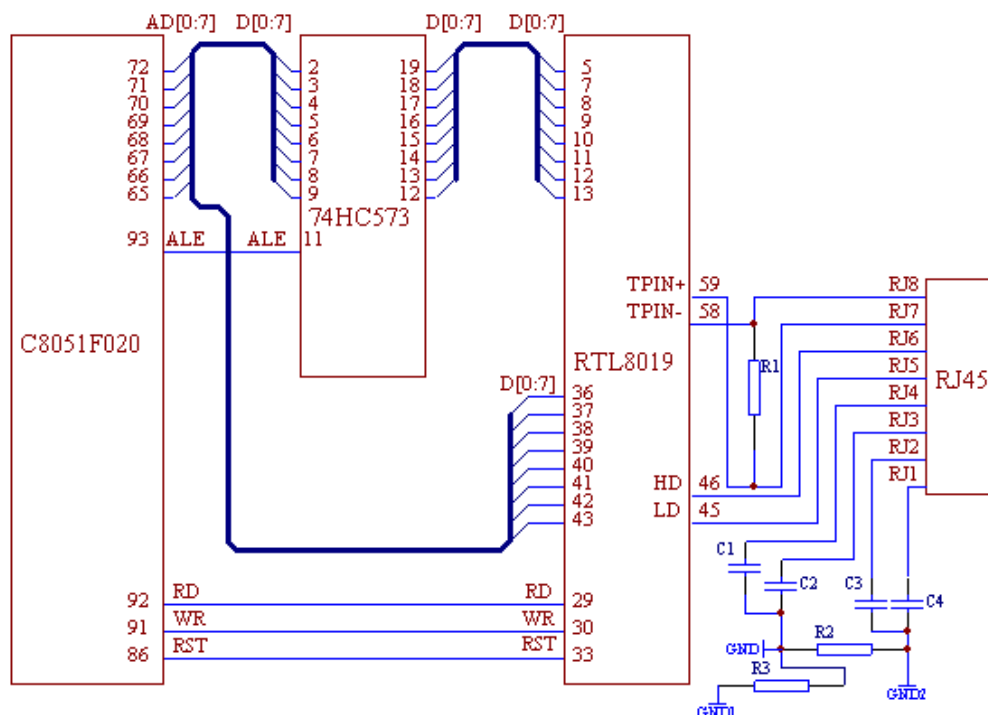 AD[0:7] D[0:7] D[0:7] D[0:7]
72 2 19 5
71 3 18 7
70 4 17 8
69 5 16 9
68 6 15 10
67 7 14 11
66 8 13 12
65 9 12 13
74HC573
93 ALE ALE 11
TPIN+ 59 RJ8
TPIN- 58 RJ7
C8051F020
RTL8019
R1
RJ6
RJ5
RJ45
D[0:7] 36 RJ4
37 RJ3
38
39 RJ2
40 RJ1
41
42
43
HD 46
LD 45
C1
C2 C3 C4
92 RD RD 29
91 WR WR 30
86 RST RST 33
GND R2
R3
GND1 GND2